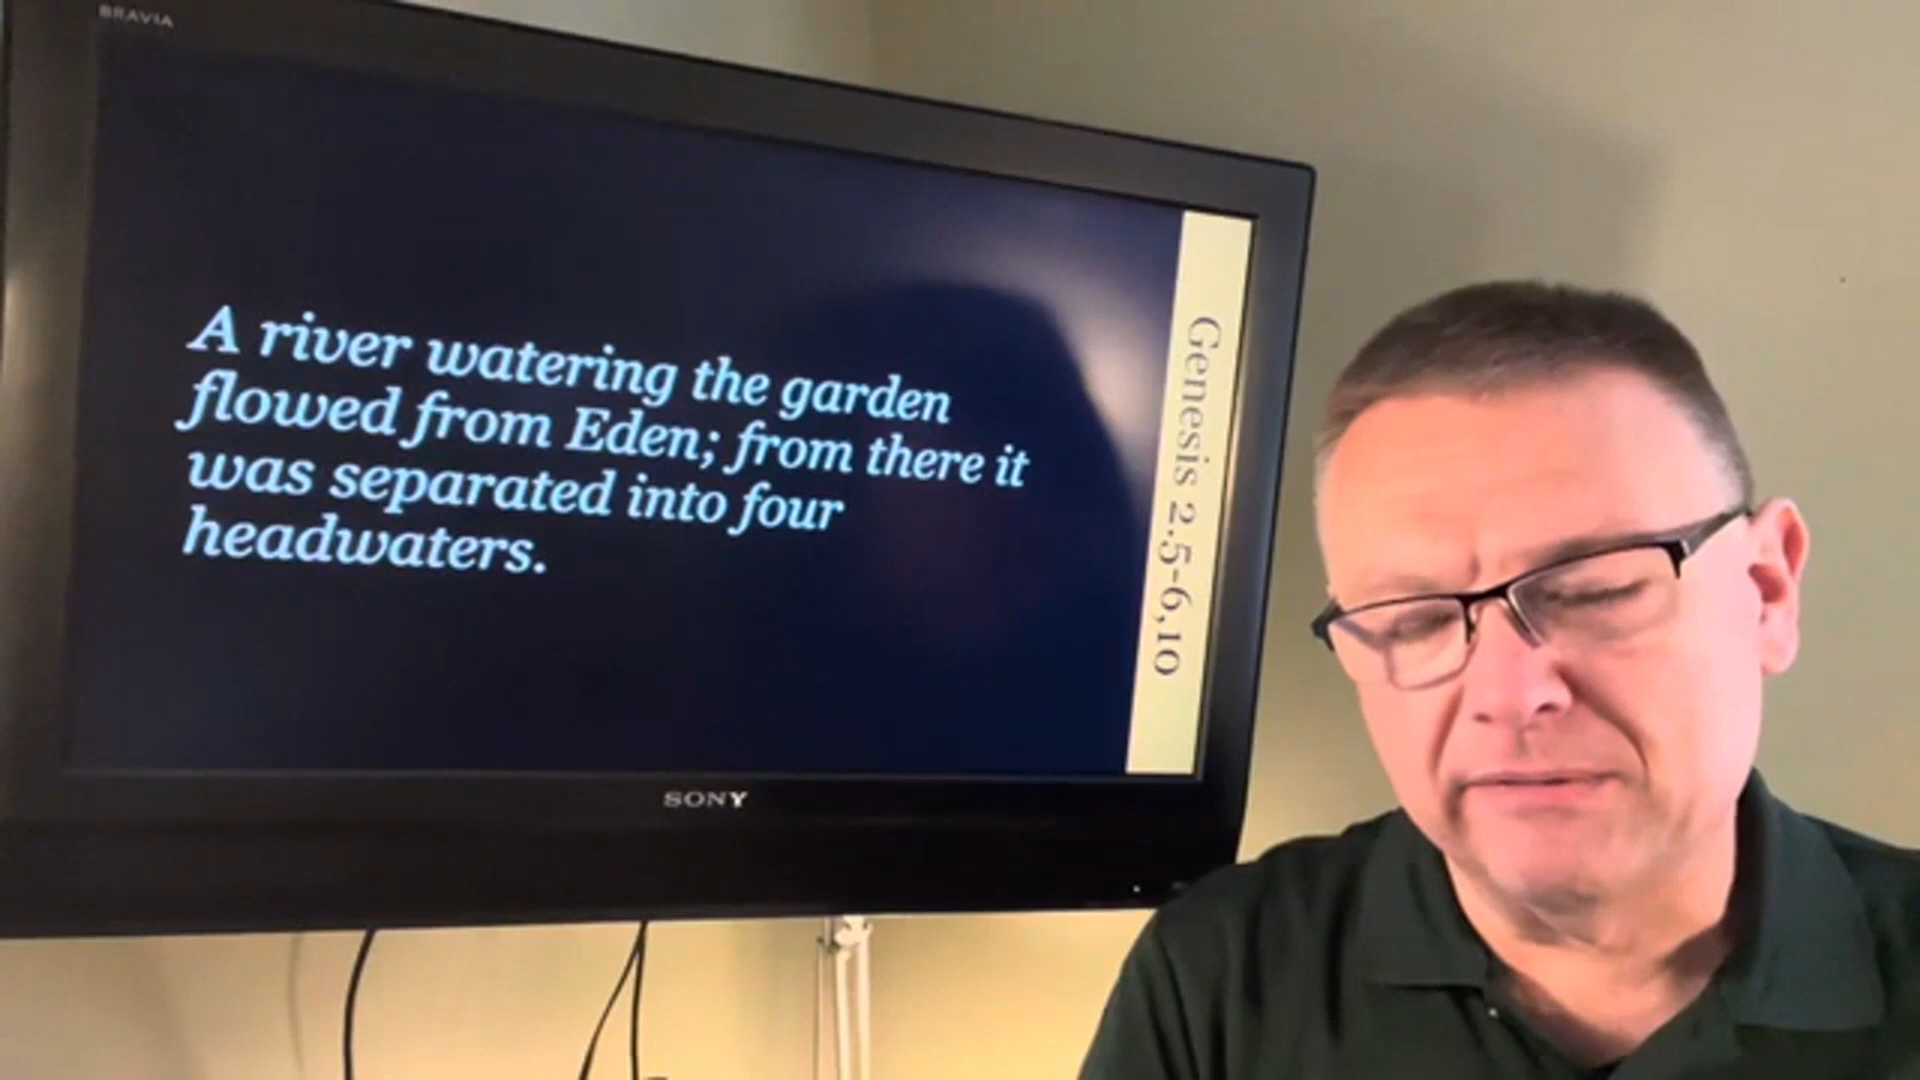 BRAVIA
A river watering the garden
flowed from Eden; from there it
was separated into four
headwaters.
Genesis 2.5-6,10
SONY